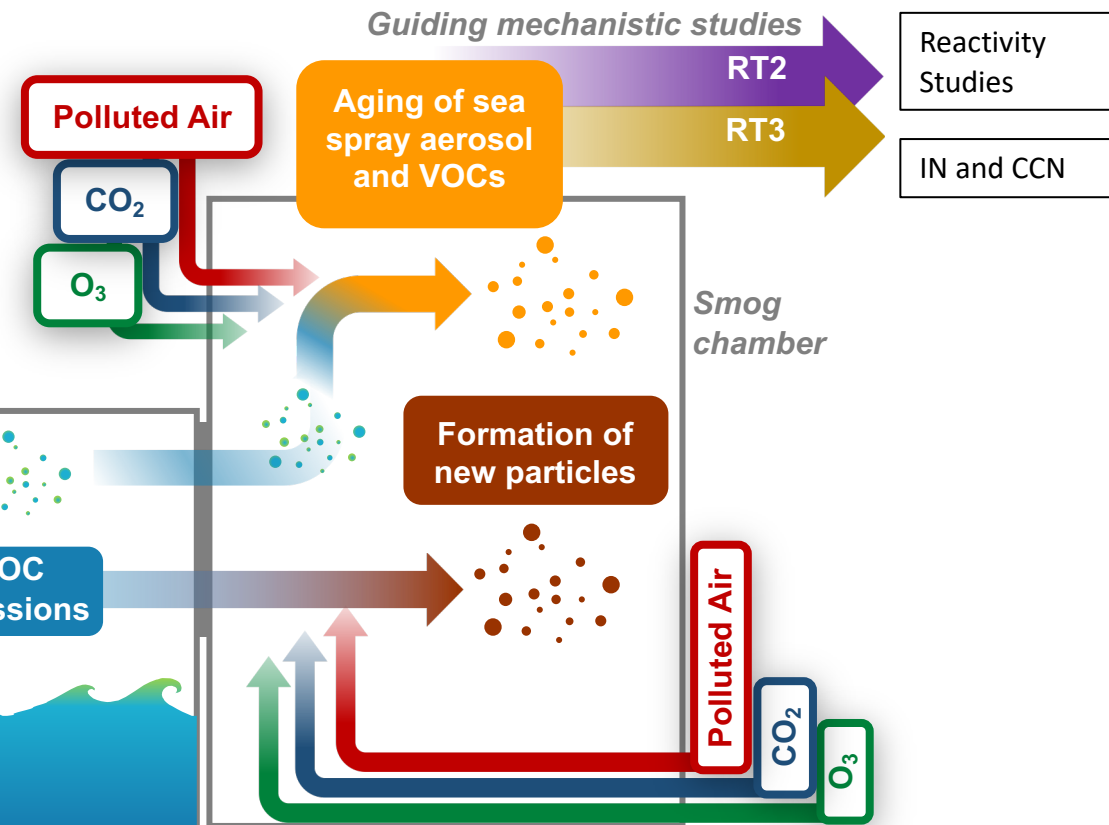 Guiding mechanistic studies
RT2
RT3
Reactivity
Studies
IN and CCN
Polluted Air
CO₂
O₃
Aging of sea
spray aerosol
and VOCs
Smog
chamber
Formation of
new particles
OC
ssions
Polluted Air
CO₂
O₃